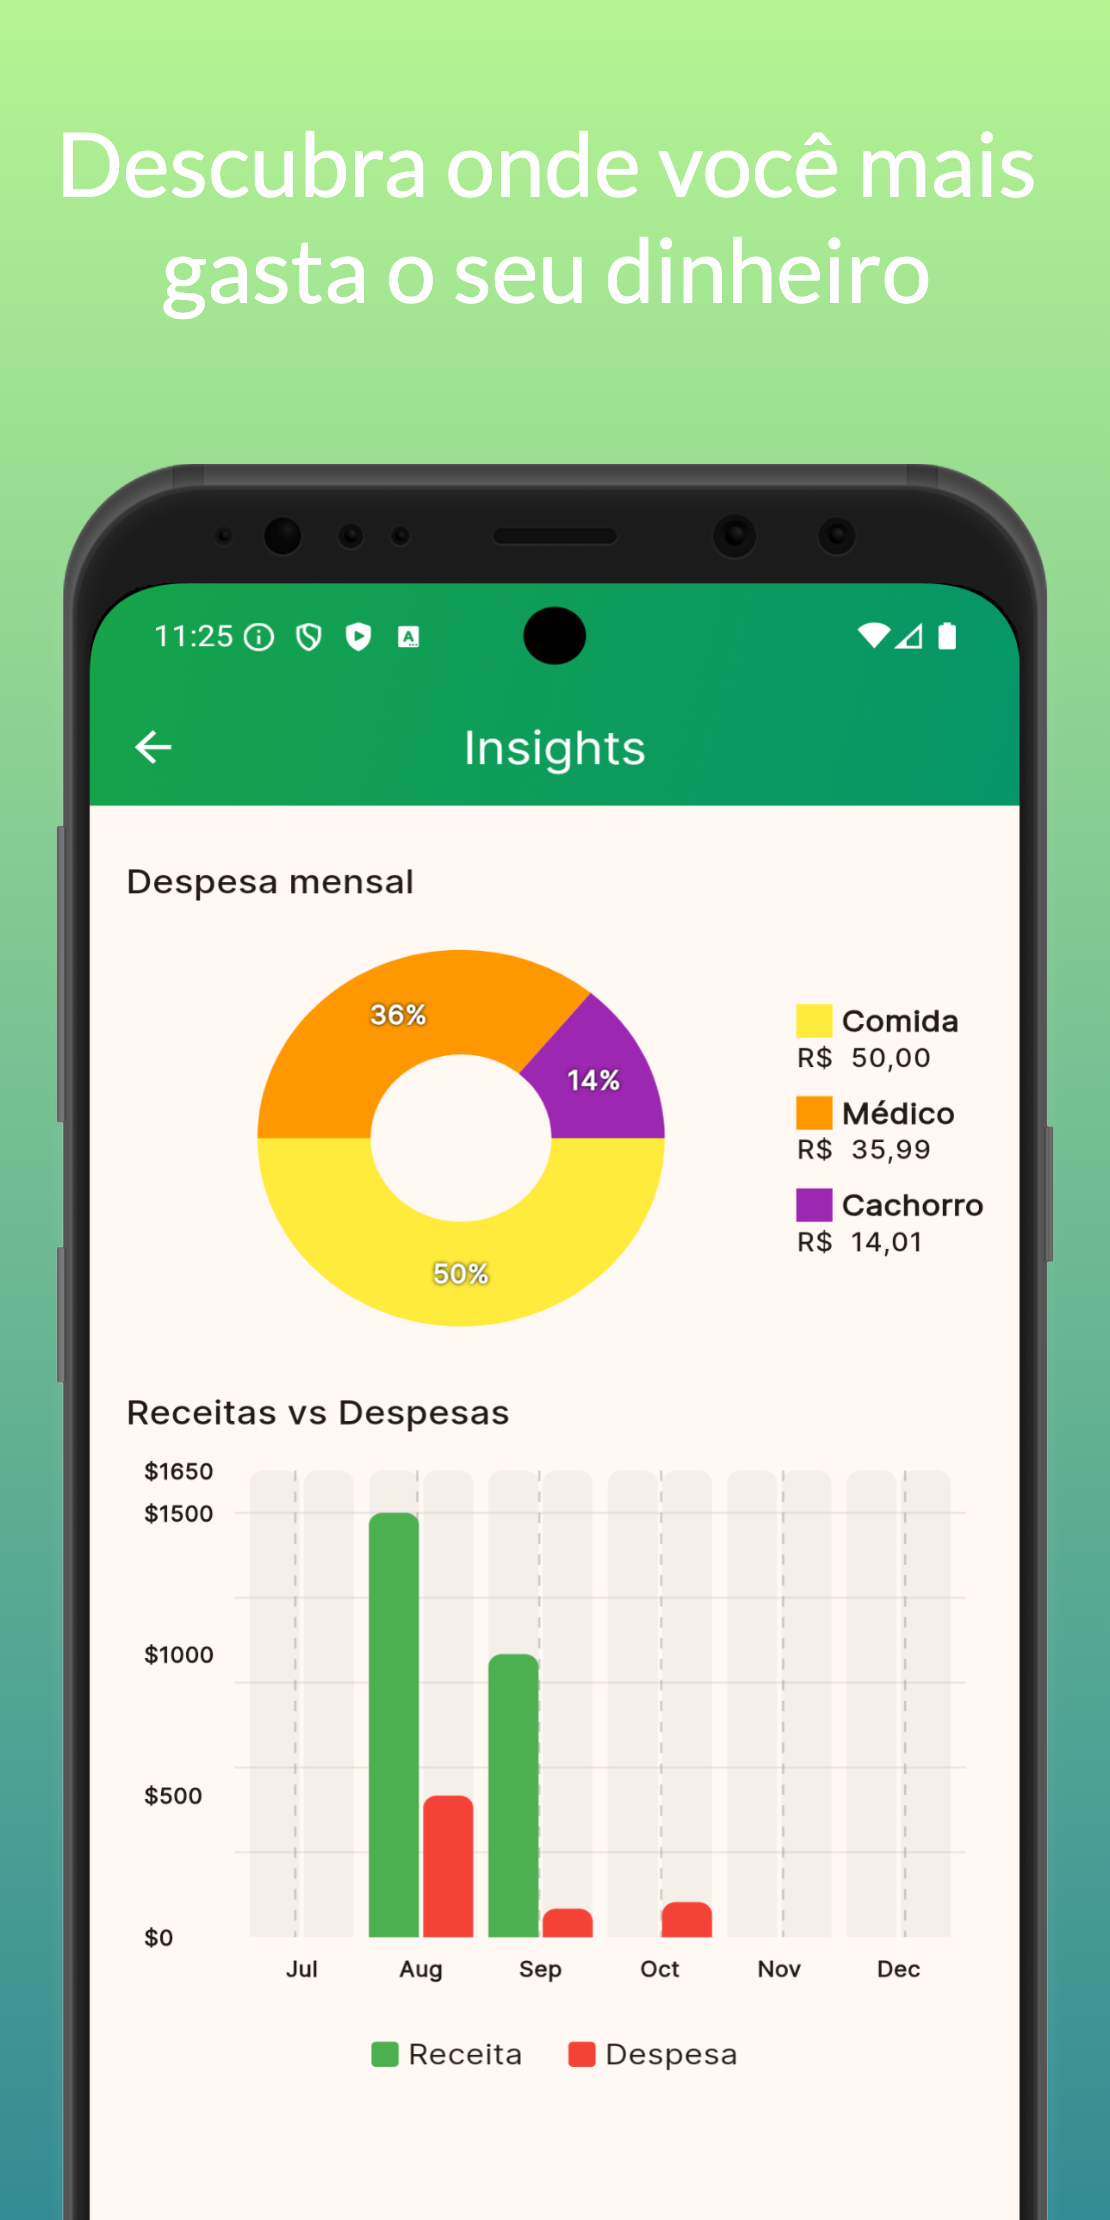 Descubra onde você mais
gasta o seu dinheiro
11:25
Insights
Despesa mensal
36%
14%
50%
Comida
R$ 50,00
Médico
R$ 35,99
Cachorro
R$ 14,01
Receitas vs Despesas
$1650
$1500
$1000
$500
$0
Jul Aug Sep Oct Nov Dec
Receita Despesa